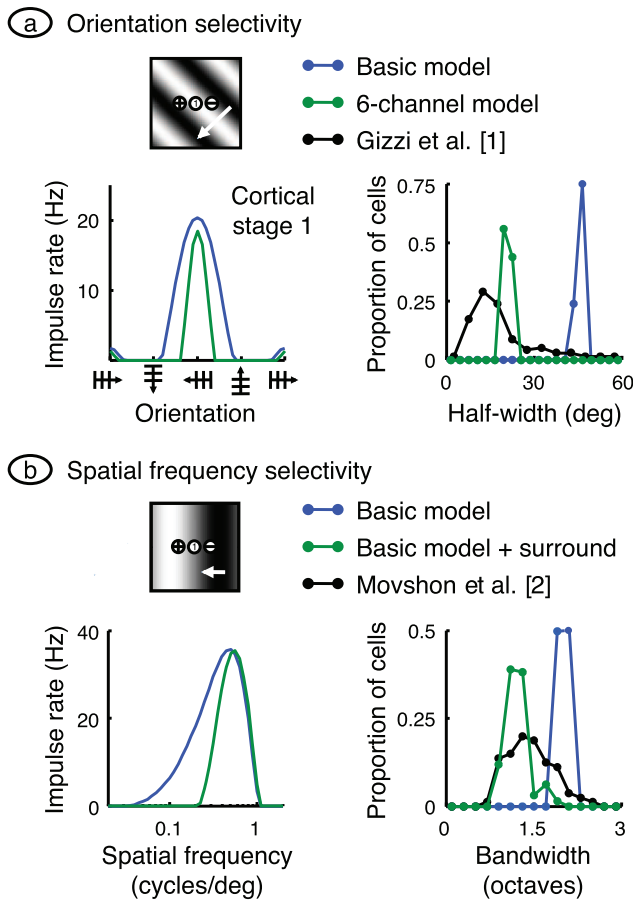 a Orientation selectivity
Basic model
6-channel model
Gizzi et al. [1]
1
Cortical
stage 1
Impulse rate (Hz)
20
10
Orientation
Proportion of cells
0.75
0.25
0
0 30 60
Half-width (deg)
b Spatial frequency selectivity
Basic model
Basic model + surround
Movshon et al. [2]
1
Impulse rate (Hz)
40
20
0
0.1 1
Spatial frequency
(cycles/deg)
Proportion of cells
0.5
0.25
0
0 1.5 3
Bandwidth
(octaves)